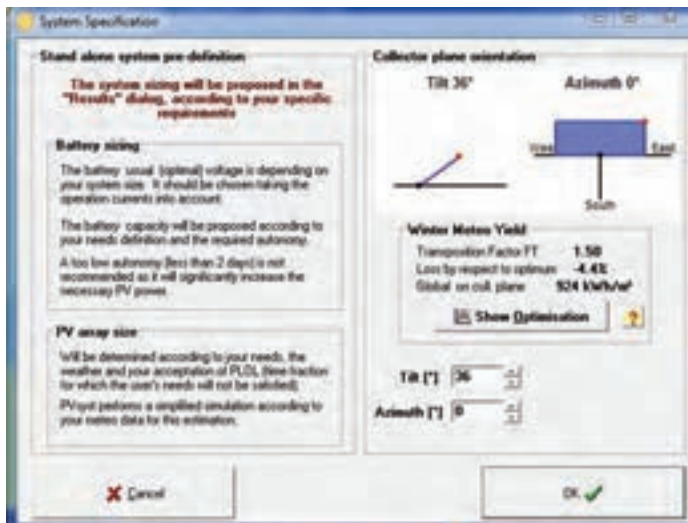 System Specification
Stand alone system pre-definition
The system sizing will be proposed in the
"Results" dialog, according to your specific
requirements
Battery sizing
The battery usual (optimal) voltage is depending on
your system size. It should be chosen taking the
operation currents into account.
The battery capacity will be proposed according to
your needs definition and the required autonomy.
A too low autonomy (less than 2 days) is not
recommended as it will significantly increase the
necessary PV power.
PV array size
Will be determined according to your needs, the
weather and your acceptation of PLOL (time fraction
for which the user's needs will not be satisfied).
PVsyst performs a simplified simulation according to
your meteo data for this estimation.
Cancel
Collector plane orientation
Tilt 36°
Azimuth 0°
West
East
South
Winter Meteo Yield
Transposition Factor FT 1.50
Loss by respect to optimum -4.4%
Global on coll. plane 924 kWh/m²
Show Optimisation
?
Tilt [°] 36
Azimuth [°] 0
OK